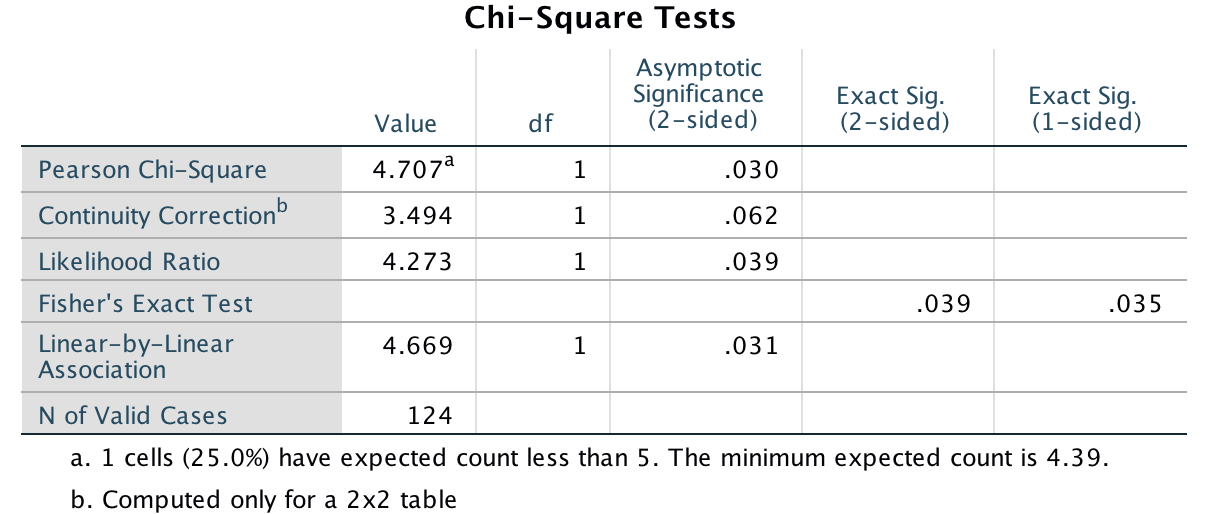 Chi-Square Tests
Value df Asymptotic Significance (2-sided) Exact Sig. (2-sided) Exact Sig. (1-sided)
Pearson Chi-Square 4.707a 1 .030
Continuity Correctionb 3.494 1 .062
Likelihood Ratio 4.273 1 .039
Fisher's Exact Test .039 .035
Linear-by-Linear Association 4.669 1 .031
N of Valid Cases 124
a. 1 cells (25.0%) have expected count less than 5. The minimum expected count is 4.39.
b. Computed only for a 2x2 table